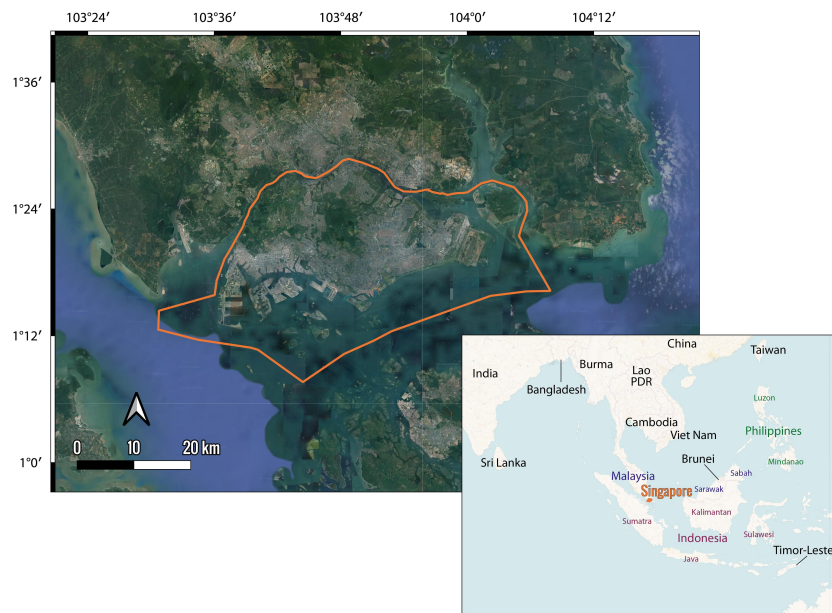 103°24′
103°36′
103°48′
104°0′
104°12′
1°36′
1°24′
1°12′
1°0′
0
10
20 km
China
Taiwan
Burma
India
Lao
PDR
Bangladesh
Luzon
Cambodia
Philippines
Viet Nam
Brunei
Sri Lanka
Mindanao
Sabah
Malaysia
Singapore
Sarawak
Kalimantan
Sumatra
Sulawesi
Indonesia
Timor-Leste
Java